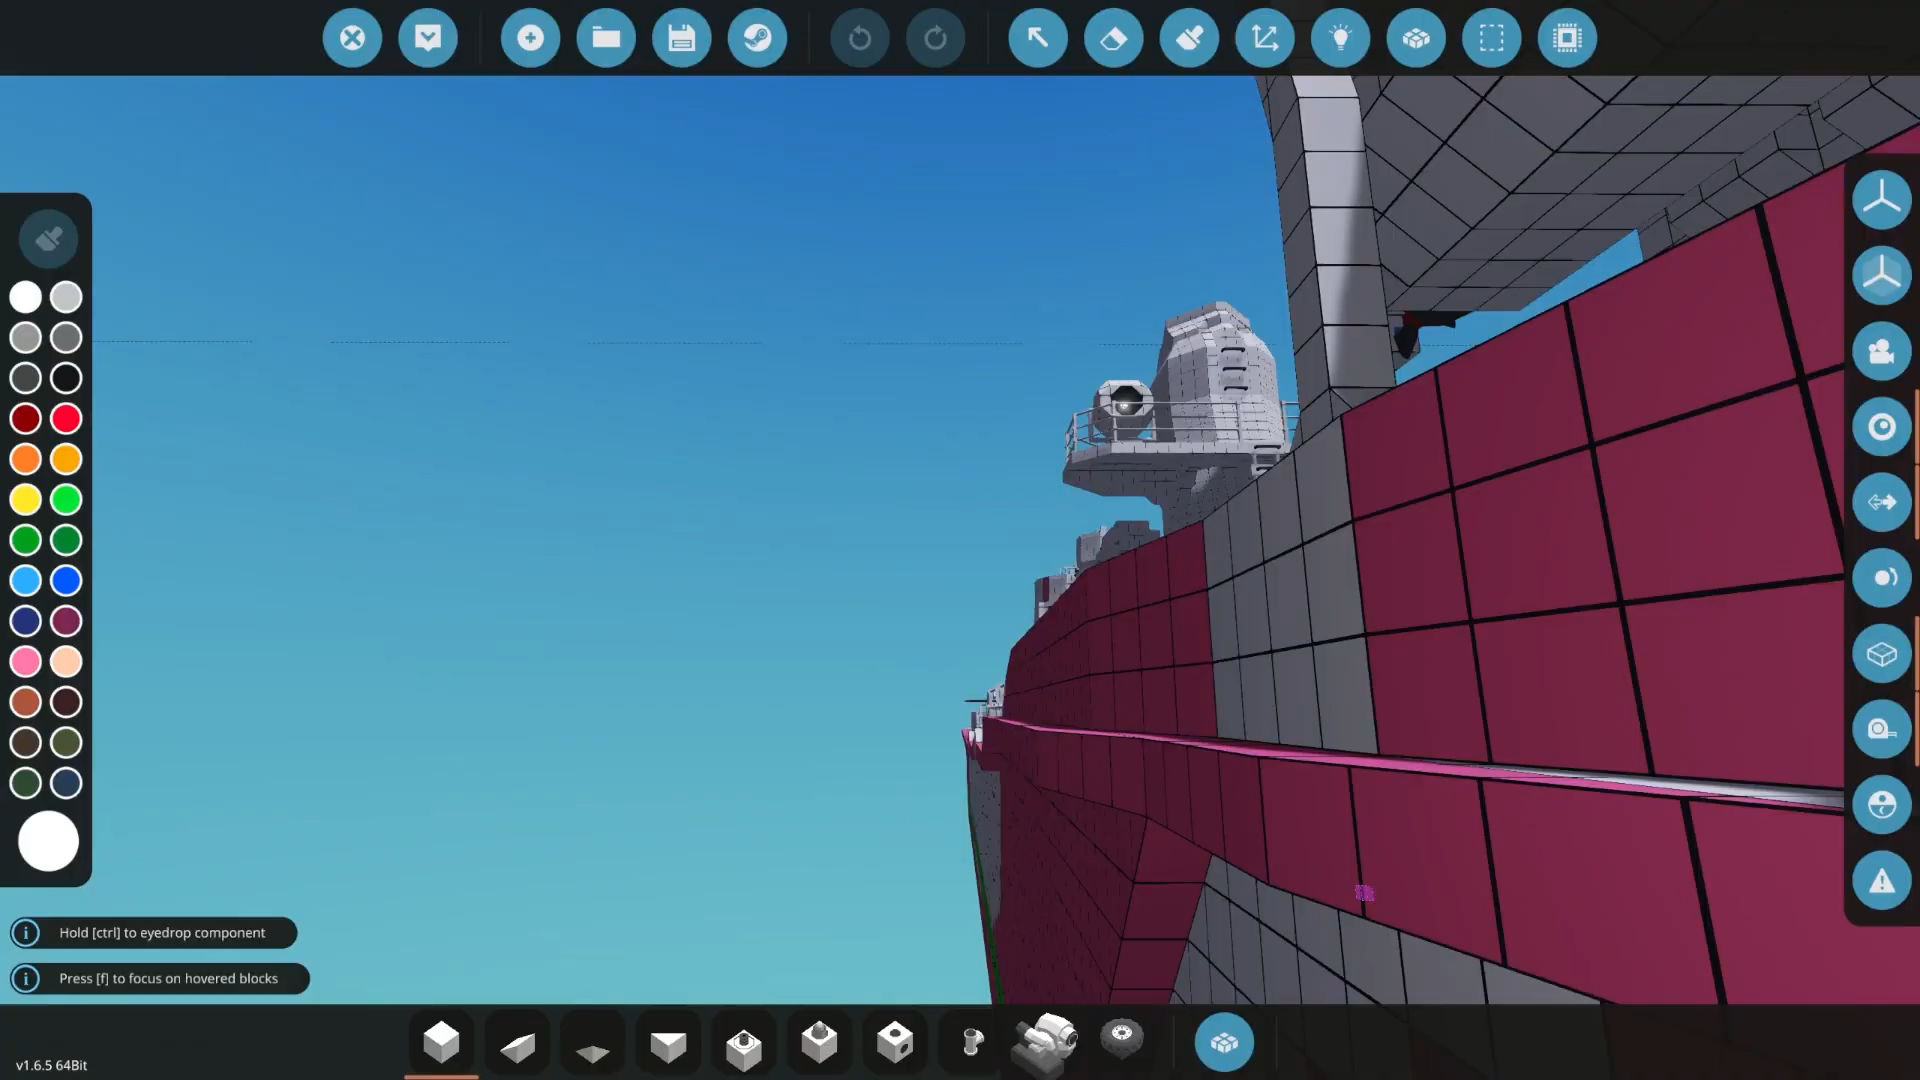 Hold [ctrl] to eyedrop component
Press [f] to focus on hovered blocks
v1.6.5 64Bit